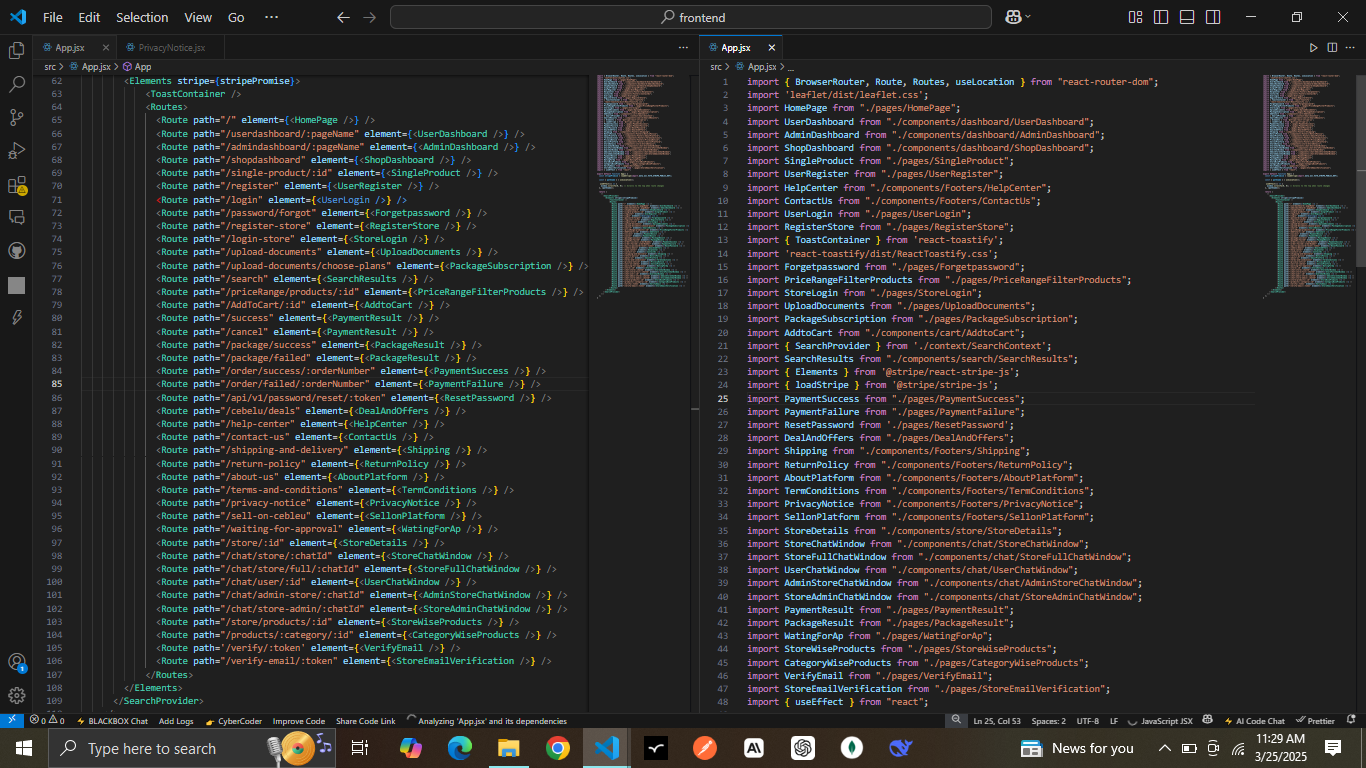 File Edit Selection View Go ··· frontend
App.jsx PrivacyNotice.jsx ···
src > App.jsx > App
62 <Elements stripe={stripePromise}>
63 <ToastContainer />
64 <Routes>
65 <Route path="/" element={<HomePage />} />
66 <Route path="/userdashboard/:pageName" element={<UserDashboard />} />
67 <Route path="/admindashboard/:pageName" element={<AdminDashboard />} />
68 <Route path="/shopdashboard" element={<ShopDashboard />} />
69 <Route path="/single-product/:id" element={<SingleProduct />} />
70 <Route path="/register" element={<UserRegister />} />
71 <Route path="/login" element={<UserLogin />} />
72 <Route path="/password/forgot" element={<Forgetpassword />} />
73 <Route path="/register-store" element={<RegisterStore />} />
74 <Route path="/login-store" element={<StoreLogin />} />
75 <Route path="/upload-documents" element={<UploadDocuments />} />
76 <Route path="/upload-documents/choose-plans" element={<PackageSubscription />} />
77 <Route path="/search" element={<SearchResults />} />
78 <Route path="/priceRange/products/:id" element={<PriceRangeFilterProducts />} />
79 <Route path="/AddToCart/:id" element={<AddtoCart />} />
80 <Route path="/success" element={<PaymentResult />} />
81 <Route path="/cancel" element={<PaymentResult />} />
82 <Route path="/package/success" element={<PackageResult />} />
83 <Route path="/package/failed" element={<PackageResult />} />
84 <Route path="/order/success/:orderNumber" element={<PaymentSuccess />} />
85 <Route path="/order/failed/:orderNumber" element={<PaymentFailure />} />
86 <Route path="/api/v1/password/reset/:token" element={<ResetPassword />} />
87 <Route path="/cebelu/deals" element={<DealAndOffers />} />
88 <Route path="/help-center" element={<HelpCenter />} />
89 <Route path="/contact-us" element={<ContactUs />} />
90 <Route path="/shipping-and-delivery" element={<Shipping />} />
91 <Route path="/return-policy" element={<ReturnPolicy />} />
92 <Route path="/about-us" element={<AboutPlatform />} />
93 <Route path="/terms-and-conditions" element={<TermConditions />} />
94 <Route path="/privacy-notice" element={<PrivacyNotice />} />
95 <Route path="/sell-on-cebleu" element={<SellonPlatform />} />
96 <Route path="/waiting-for-approval" element={<WatingForAp />} />
97 <Route path="/store/:id" element={<StoreDetails />} />
98 <Route path="/chat/store/:chatId" element={<StoreChatWindow />} />
99 <Route path="/chat/store/full/:chatId" element={<StoreFullChatWindow />} />
100 <Route path="/chat/user/:id" element={<UserChatWindow />} />
101 <Route path="/chat/admin-store/:chatId" element={<AdminStoreChatWindow />} />
102 <Route path="/chat/store-admin/:chatId" element={<StoreAdminChatWindow />} />
103 <Route path="/store/products/:id" element={<StoreWiseProducts />} />
104 <Route path="/products/:category/:id" element={<CategoryWiseProducts />} />
105 <Route path='/verify/:token' element={<VerifyEmail />} />
106 <Route path="/verify-email/:token" element={<StoreEmailVerification />} />
107 </Routes>
108 </Elements>
109 </SearchProvider>
App.jsx ···
src > App.jsx > ...
1 import { BrowserRouter, Route, Routes, useLocation } from "react-router-dom";
2 import 'leaflet/dist/leaflet.css';
3 import HomePage from "./pages/HomePage";
4 import UserDashboard from "./components/dashboard/UserDashboard";
5 import AdminDashboard from "./components/dashboard/AdminDashboard";
6 import ShopDashboard from "./components/dashboard/ShopDashboard";
7 import SingleProduct from "./pages/SingleProduct";
8 import UserRegister from "./pages/UserRegister";
9 import HelpCenter from "./components/Footers/HelpCenter";
10 import ContactUs from "./components/Footers/ContactUs";
11 import UserLogin from "./pages/UserLogin";
12 import RegisterStore from "./pages/RegisterStore";
13 import { ToastContainer } from 'react-toastify';
14 import 'react-toastify/dist/ReactToastify.css';
15 import Forgetpassword from "./pages/Forgetpassword";
16 import PriceRangeFilterProducts from "./pages/PriceRangeFilterProducts";
17 import StoreLogin from "./pages/StoreLogin";
18 import UploadDocuments from "./pages/UploadDocuments";
19 import PackageSubscription from "./pages/PackageSubscription";
20 import AddtoCart from "./components/cart/AddtoCart";
21 import { SearchProvider } from './context/SearchContext';
22 import SearchResults from "./components/search/SearchResults";
23 import { Elements } from '@stripe/react-stripe-js';
24 import { loadStripe } from '@stripe/stripe-js';
25 import PaymentSuccess from "./pages/PaymentSuccess";
26 import PaymentFailure from "./pages/PaymentFailure";
27 import ResetPassword from './pages/ResetPassword';
28 import DealAndOffers from "./pages/DealAndOffers";
29 import Shipping from "./components/Footers/Shipping";
30 import ReturnPolicy from "./components/Footers/ReturnPolicy";
31 import AboutPlatform from "./components/Footers/AboutPlatform";
32 import TermConditions from "./components/Footers/TermConditions";
33 import PrivacyNotice from "./components/Footers/PrivacyNotice";
34 import SellonPlatform from "./components/Footers/SellonPlatform";
35 import StoreDetails from "./components/store/StoreDetails";
36 import StoreChatWindow from "./components/chat/StoreChatWindow";
37 import StoreFullChatWindow from "./components/chat/StoreFullChatWindow";
38 import UserChatWindow from "./components/chat/UserChatWindow";
39 import AdminStoreChatWindow from "./components/chat/AdminStoreChatWindow";
40 import StoreAdminChatWindow from "./components/chat/StoreAdminChatWindow";
41 import PaymentResult from "./pages/PaymentResult";
42 import PackageResult from "./pages/PackageResult";
43 import WatingForAp from "./pages/WatingForAp";
44 import StoreWiseProducts from "./pages/StoreWiseProducts";
45 import CategoryWiseProducts from "./pages/CategoryWiseProducts";
46 import VerifyEmail from "./pages/VerifyEmail";
47 import StoreEmailVerification from "./pages/StoreEmailVerification";
48 import { useEffect } from "react";
0 0 BLACKBOX Chat Add Logs CyberCoder Improve Code Share Code Link Analyzing 'App.jsx' and its dependencies Ln 25, Col 53 Spaces: 2 UTF-8 LF JavaScript JSX AI Code Chat Prettier
Type here to search News for you 11:29 AM
3/25/2025